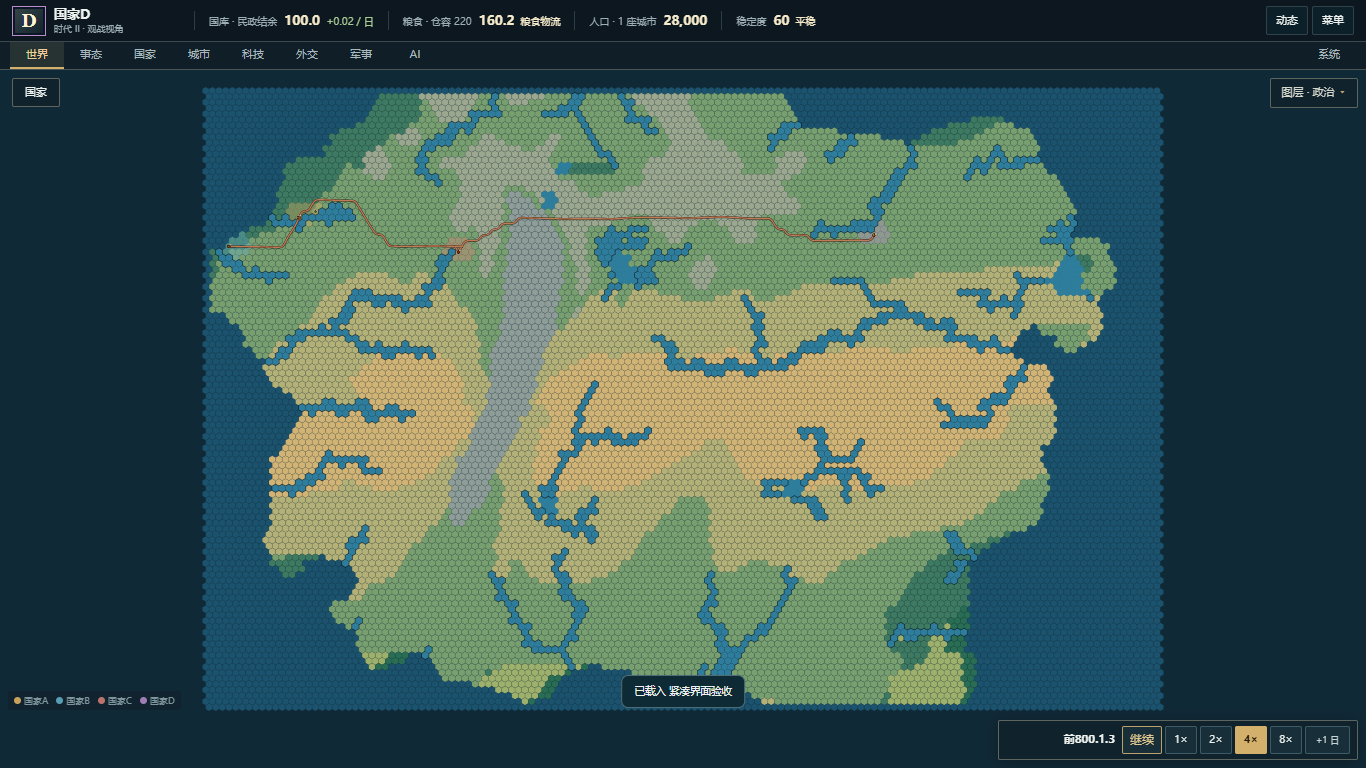 D
国家D
时代 II · 观战视角
国库 · 民政结余 100.0 +0.02 / 日
粮食 · 仓容 220 160.2 粮食物流
人口 · 1 座城市 28,000
稳定度 60 平稳
动态
菜单
世界 事态 国家 城市 科技 外交 军事 AI 系统
国家
图层 · 政治
已载入 紧凑界面验收
国家A 国家B 国家C 国家D
前800.1.3 继续 1× 2× 4× 8× +1 日